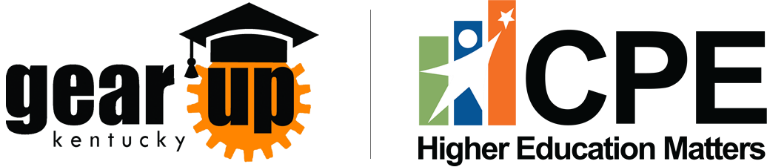 gear up
kentucky
CPE
Higher Education Matters